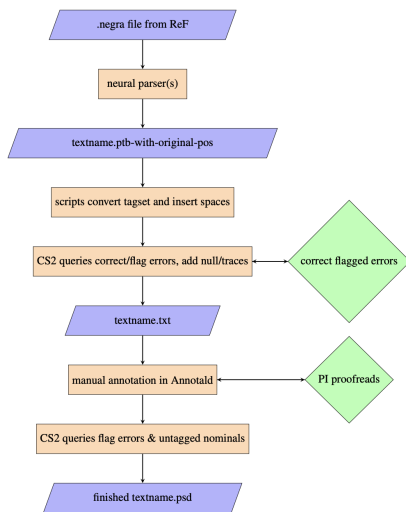 .negra file from ReF
neural parser(s)
textname.ptb-with-original-pos
scripts convert tagset and insert spaces
CS2 queries correct/flag errors, add null/traces
correct flagged errors
textname.txt
manual annotation in Annotald
PI proofreads
CS2 queries flag errors & untagged nominals
finished textname.psd